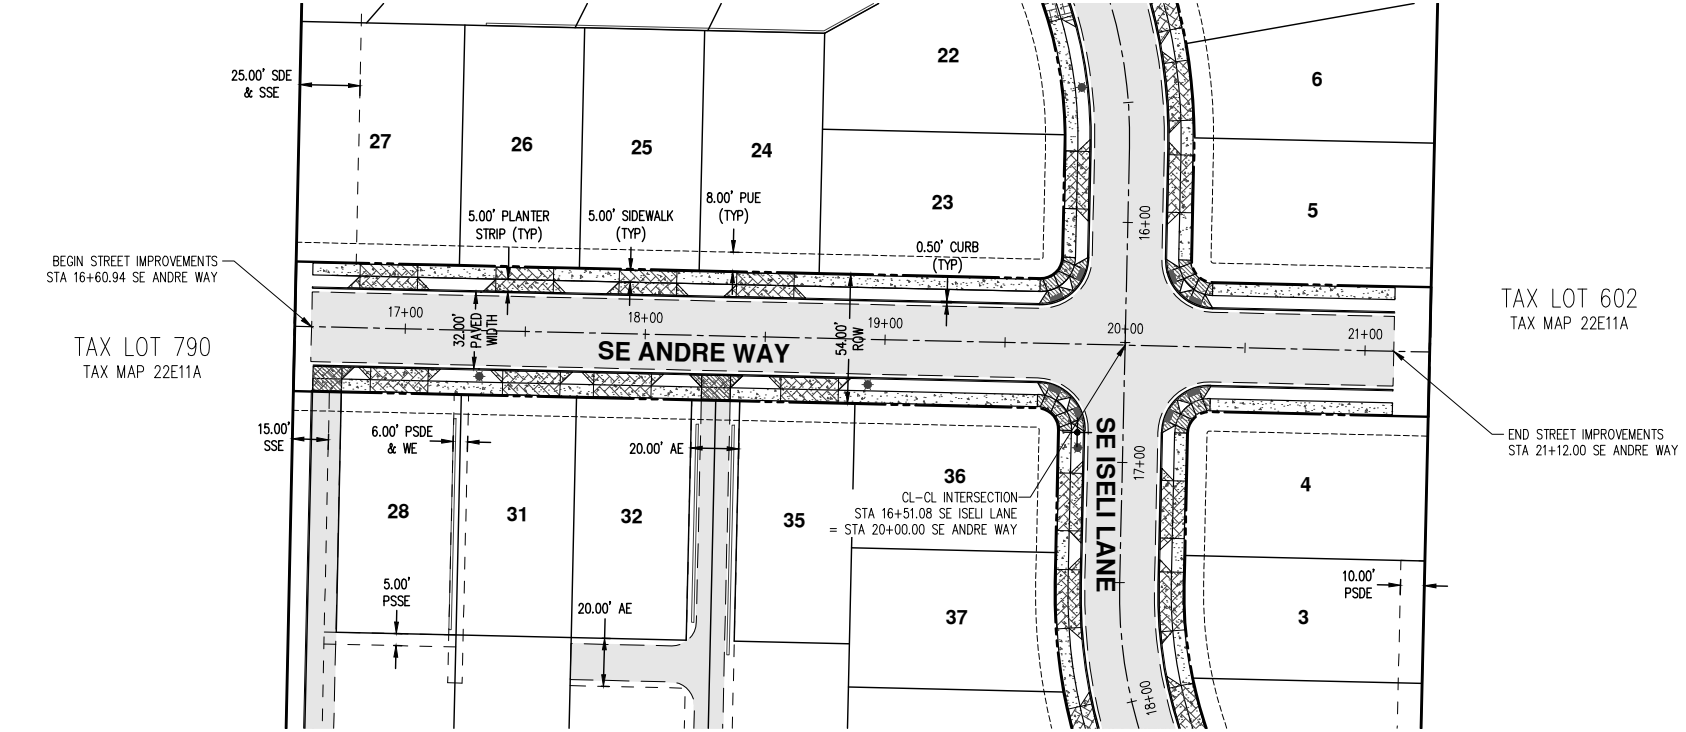 22
6
25.00' SDE
& SSE
27
26
25
24
23
5
8.00' PUE
(TYP)
5.00' PLANTER
STRIP (TYP)
5.00' SIDEWALK
(TYP)
0.50' CURB
(TYP)
16+00
BEGIN STREET IMPROVEMENTS
STA 16+60.94 SE ANDRE WAY
TAX LOT 602
TAX MAP 22E11A
17+00
18+00
19+00
20+00
21+00
32.00'
PAVED
WIDTH
54.00'
ROW
SE ANDRE WAY
TAX LOT 790
TAX MAP 22E11A
15.00'
SSE
6.00' PSDE
& WE
20.00' AE
END STREET IMPROVEMENTS
STA 21+12.00 SE ANDRE WAY
SE ISELI LANE
17+00
36
CL-CL INTERSECTION
STA 16+51.08 SE ISELI LANE
= STA 20+00.00 SE ANDRE WAY
4
28
31
32
35
5.00'
PSSE
20.00' AE
37
3
10.00'
PSDE
18+00